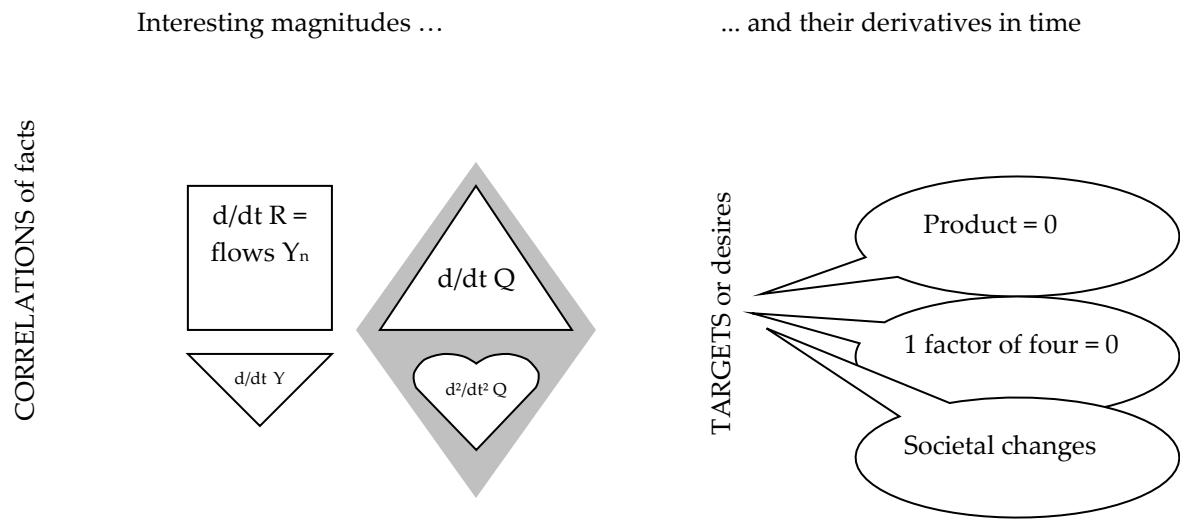 Interesting magnitudes …
... and their derivatives in time
CORRELATIONS of facts
d/dt R =
flows Yₙ
d/dt Y
d/dt Q
d²/dt² Q
TARGETS or desires
Product = 0
1 factor of four = 0
Societal changes